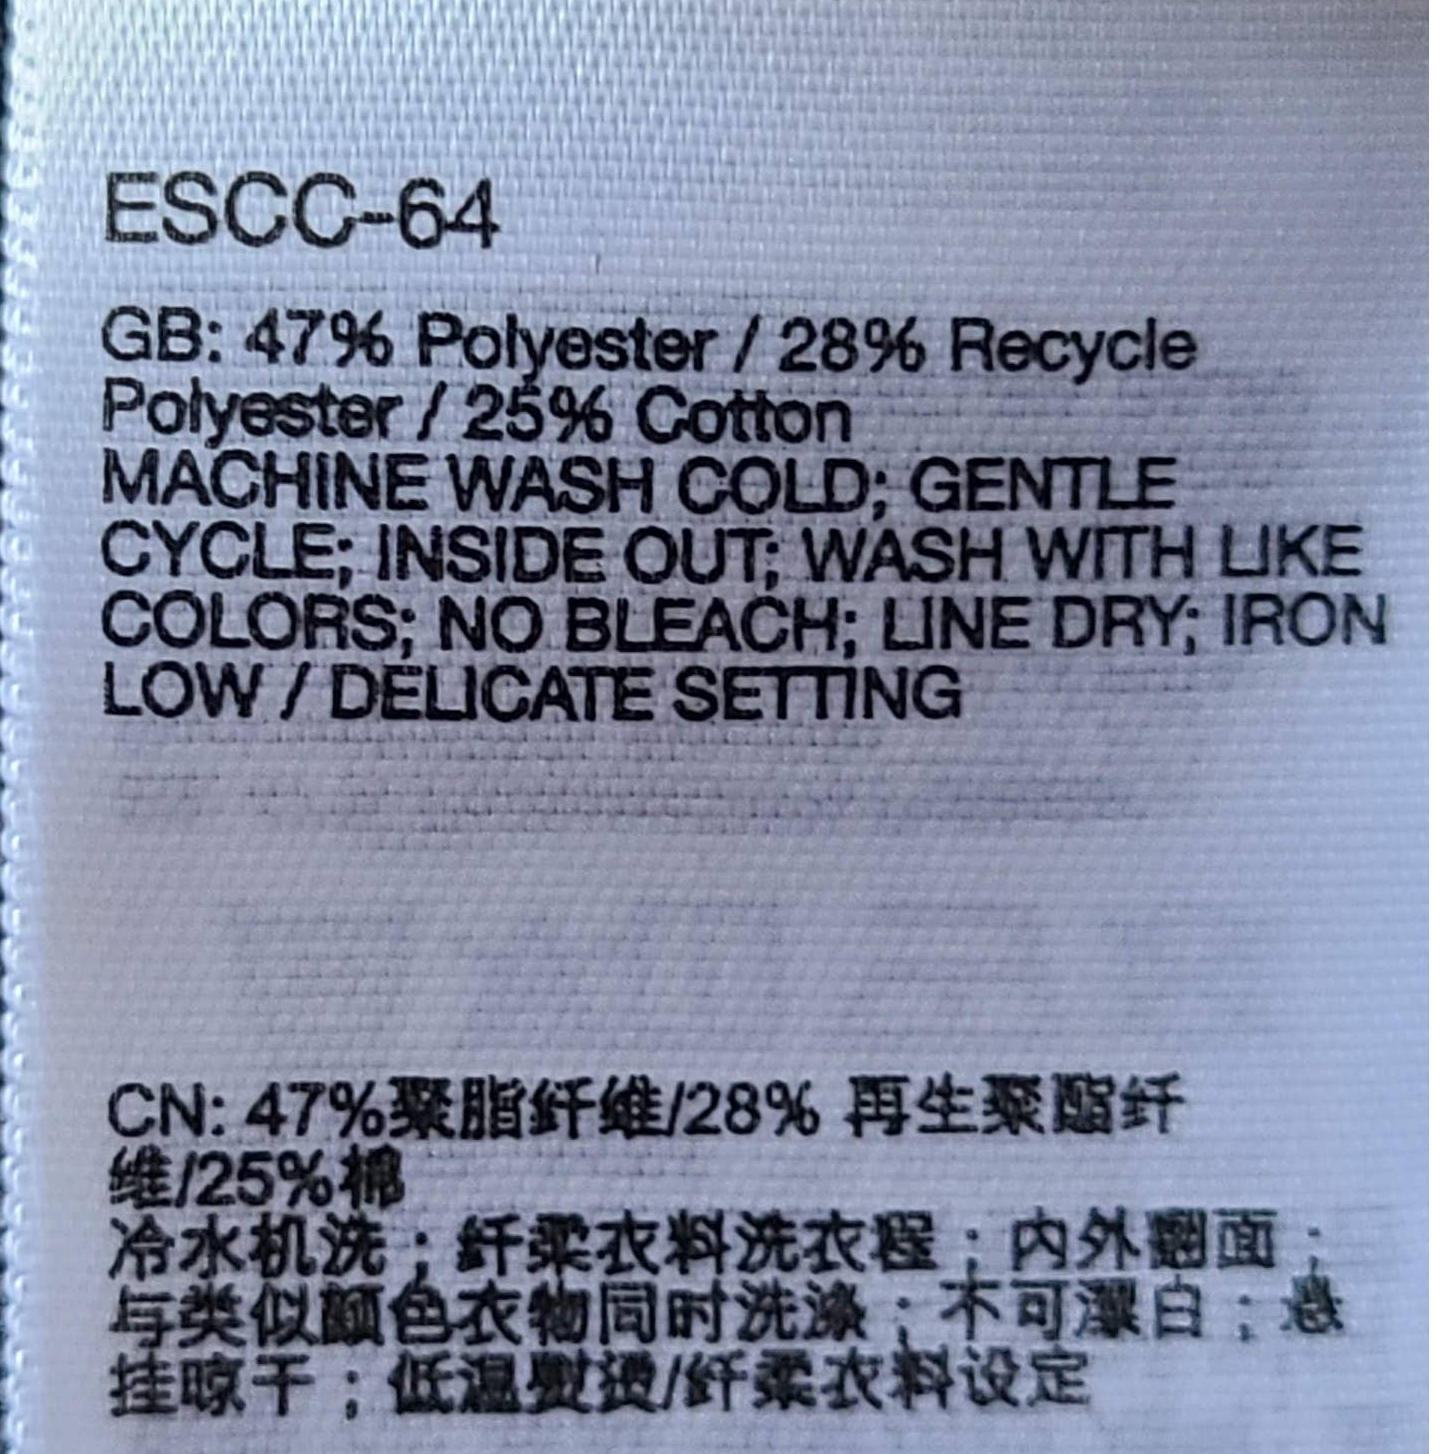 ESCC-64
GB: 47% Polyester / 28% Recycle
Polyester / 25% Cotton
MACHINE WASH COLD; GENTLE
CYCLE; INSIDE OUT; WASH WITH LIKE
COLORS; NO BLEACH; LINE DRY; IRON
LOW / DELICATE SETTING
CN: 47%聚脂纤维/28% 再生聚酯纤
维/25%棉
冷水机洗；纤柔衣料洗衣程；内外翻面；
与类似颜色衣物同时洗涤；不可漂白；悬
挂晾干；低温熨烫/纤柔衣料设定